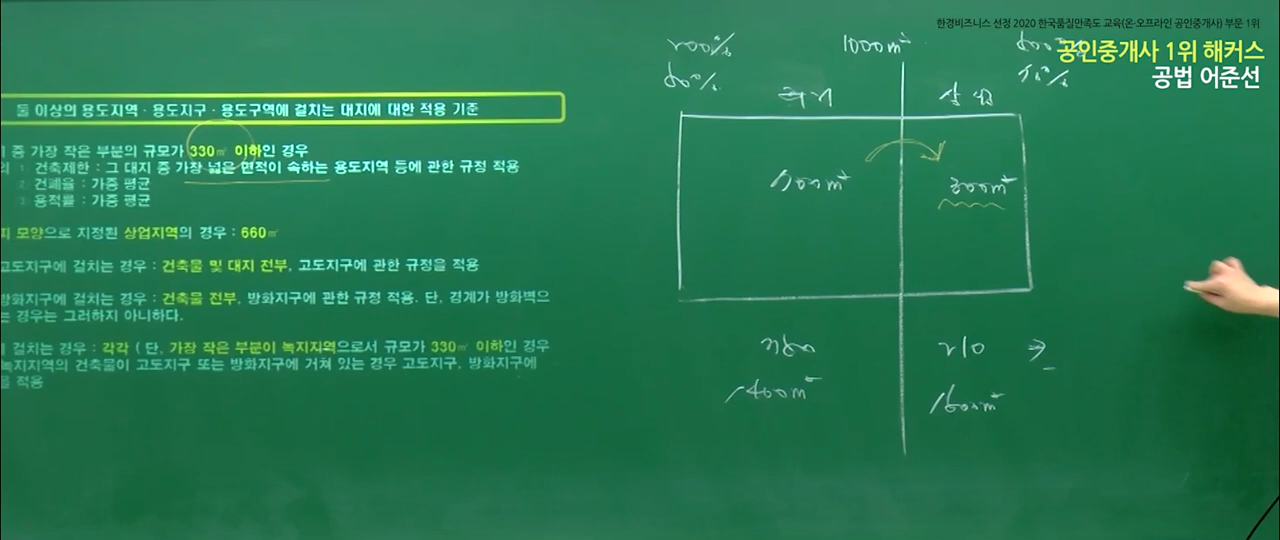 한경비즈니스 선정 2020 한국품질만족도 교육(온·오프라인 공인중개사) 부문 1위
공인중개사 1위 해커스
공법 어준선
둘 이상의 용도지역·용도지구·용도구역에 걸치는 대지에 대한 적용 기준
중 가장 작은 부분의 규모가 330㎡ 이하인 경우
① 건축제한 : 그 대지 중 가장 넓은 면적이 속하는 용도지역 등에 관한 규정 적용
② 건폐율 : 가중 평균
③ 용적률 : 가중 평균
모양으로 지정된 상업지역의 경우 : 660㎡
고도지구에 걸치는 경우 : 건축물 및 대지 전부, 고도지구에 관한 규정을 적용
방화지구에 걸치는 경우 : 건축물 전부, 방화지구에 관한 규정 적용. 단, 경계가 방화벽으
는 경우는 그러하지 아니하다.
걸치는 경우 : 각각 ( 단, 가장 작은 부분이 녹지지역으로서 규모가 330㎡ 이하인 경우
녹지지역의 건축물이 고도지구 또는 방화지구에 걸쳐 있는 경우 고도지구, 방화지구에
을 적용
200%
1000m²
800%
60%
주거
상업
300m²
1400m²